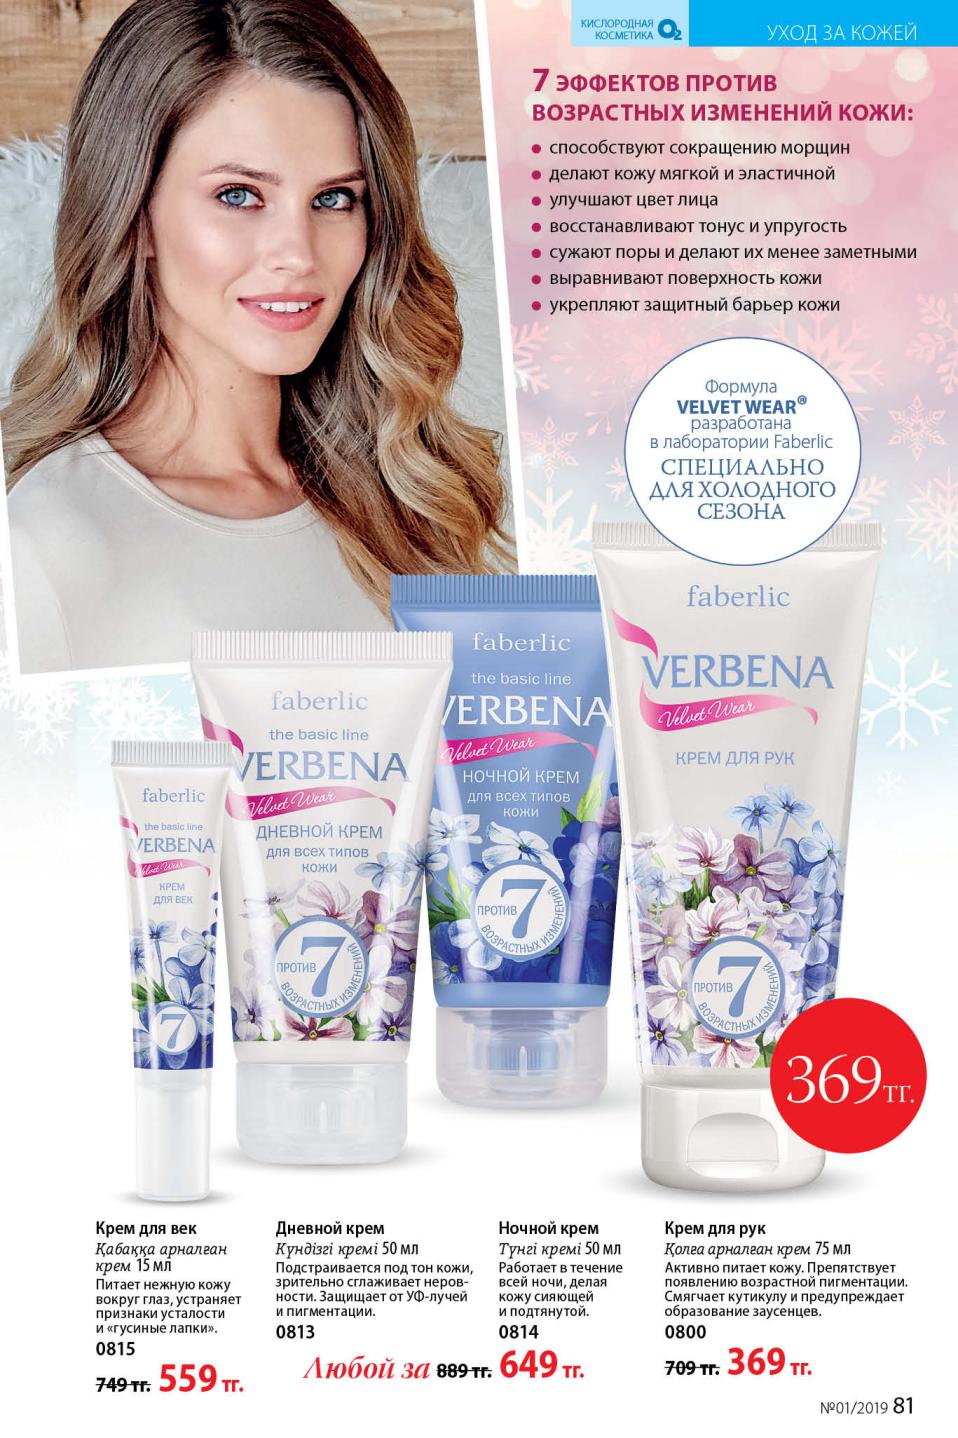 КИСЛОРОДНАЯ
КОСМЕТИКА O2
УХОД ЗА КОЖЕЙ
7 ЭФФЕКТОВ ПРОТИВ
ВОЗРАСТНЫХ ИЗМЕНЕНИЙ КОЖИ:
• способствуют сокращению морщин
• делают кожу мягкой и эластичной
• улучшают цвет лица
• восстанавливают тонус и упругость
• сужают поры и делают их менее заметными
• выравнивают поверхность кожи
• укрепляют защитный барьер кожи
Формула
VELVET WEAR®
разработана
в лаборатории Faberlic
СПЕЦИАЛЬНО
ДЛЯ ХОЛОДНОГО
СЕЗОНА
faberlic
the basic line
VERBENA
Velvet Wear
КРЕМ
ДЛЯ ВЕК
7
faberlic
the basic line
VERBENA
Velvet Wear
ДНЕВНОЙ КРЕМ
для всех типов
кожи
7
ПРОТИВ
ВОЗРАСТНЫХ ИЗМЕНЕНИЙ
faberlic
the basic line
VERBENA
Velvet Wear
НОЧНОЙ КРЕМ
для всех типов
кожи
7
ПРОТИВ
ВОЗРАСТНЫХ ИЗМЕНЕНИЙ
faberlic
VERBENA
Velvet Wear
КРЕМ ДЛЯ РУК
7
ПРОТИВ
ВОЗРАСТНЫХ ИЗМЕНЕНИЙ
369тг.
Крем для век
Қабаққа арналған
крем 15 мл
Питает нежную кожу
вокруг глаз, устраняет
признаки усталости
и «гусиные лапки».
0815
749 тг. 559 тг.
Дневной крем
Күндізгі кремі 50 мл
Подстраивается под тон кожи,
зрительно сглаживает неров-
ности. Защищает от УФ-лучей
и пигментации.
0813
Ночной крем
Түнгі кремі 50 мл
Работает в течение
всей ночи, делая
кожу сияющей
и подтянутой.
0814
Любой за 889 тг. 649 тг.
Крем для рук
Қолға арналған крем 75 мл
Активно питает кожу. Препятствует
появлению возрастной пигментации.
Смягчает кутикулу и предупреждает
образование заусенцев.
0800
709 тг. 369 тг.
№01/2019 81